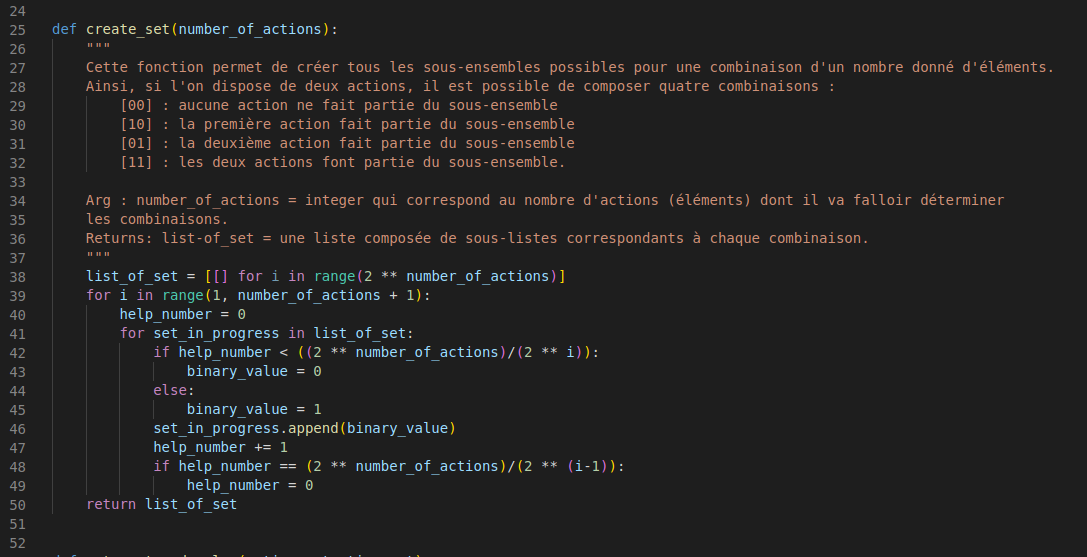 24
25 def create_set(number_of_actions):
26     """
27     Cette fonction permet de créer tous les sous-ensembles possibles pour une combinaison d'un nombre donné d'éléments.
28     Ainsi, si l'on dispose de deux actions, il est possible de composer quatre combinaisons :
29         [00] : aucune action ne fait partie du sous-ensemble
30         [10] : la première action fait partie du sous-ensemble
31         [01] : la deuxième action fait partie du sous-ensemble
32         [11] : les deux actions font partie du sous-ensemble.
33
34     Arg : number_of_actions = integer qui correspond au nombre d'actions (éléments) dont il va falloir déterminer
35     les combinaisons.
36     Returns: list-of_set = une liste composée de sous-listes correspondants à chaque combinaison.
37     """
38     list_of_set = [[] for i in range(2 ** number_of_actions)]
39     for i in range(1, number_of_actions + 1):
40         help_number = 0
41         for set_in_progress in list_of_set:
42             if help_number < ((2 ** number_of_actions)/(2 ** i)):
43                 binary_value = 0
44             else:
45                 binary_value = 1
46             set_in_progress.append(binary_value)
47             help_number += 1
48             if help_number == (2 ** number_of_actions)/(2 ** (i-1)):
49                 help_number = 0
50     return list_of_set
51
52